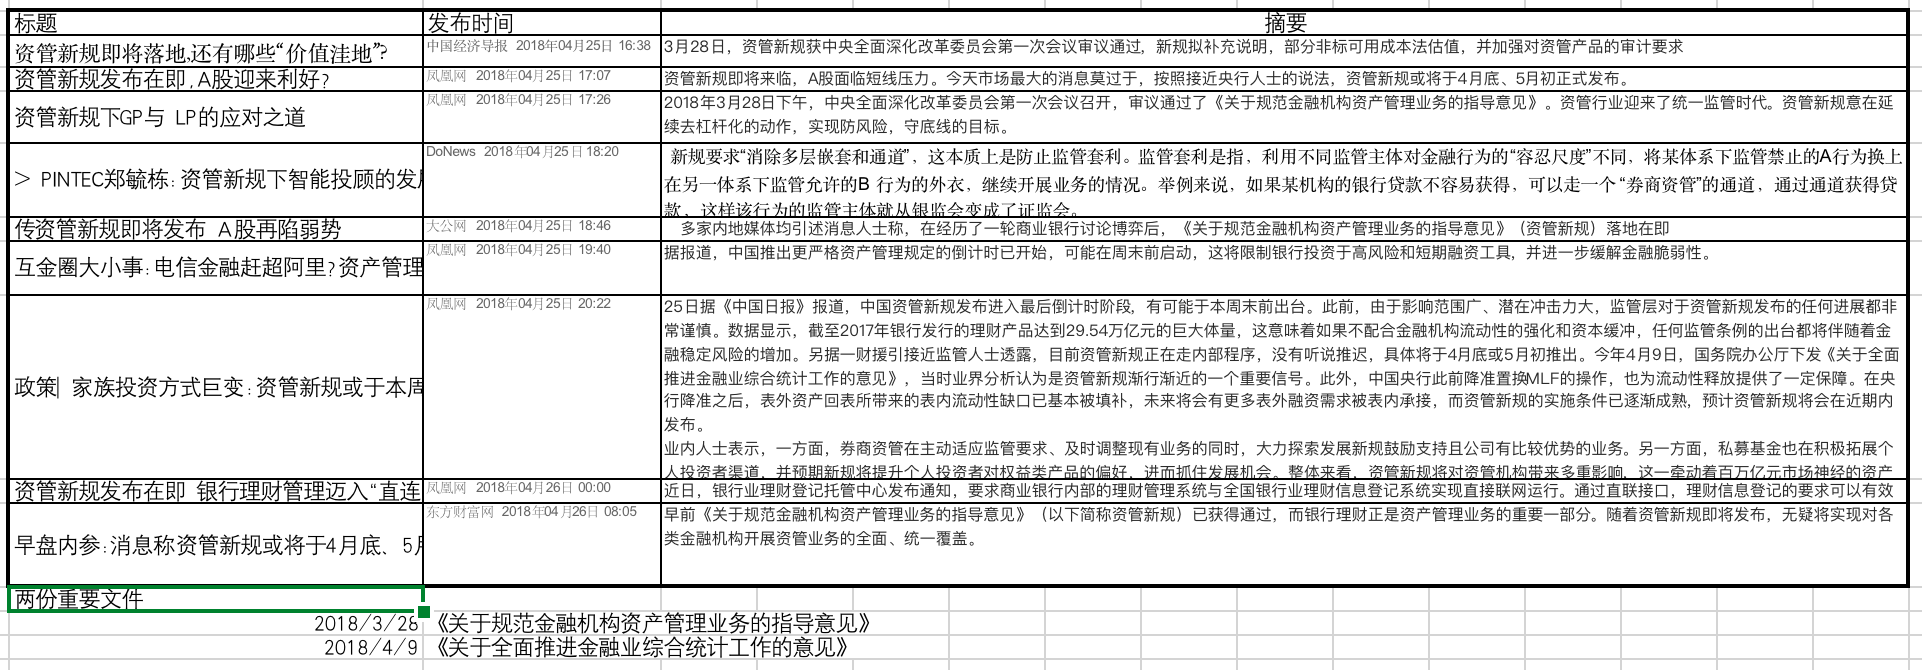 标题 发布时间 摘要
资管新规即将落地,还有哪些“价值洼地”? 中国经济导报 2018年04月25日 16:38 3月28日，资管新规获中央全面深化改革委员会第一次会议审议通过，新规拟补充说明，部分非标可用成本法估值，并加强对资管产品的审计要求
资管新规发布在即,A股迎来利好? 凤凰网 2018年04月25日 17:07 资管新规即将来临，A股面临短线压力。今天市场最大的消息莫过于，按照接近央行人士的说法，资管新规或将于4月底、5月初正式发布。
资管新规下GP与 LP的应对之道 凤凰网 2018年04月25日 17:26 2018年3月28日下午，中央全面深化改革委员会第一次会议召开，审议通过了《关于规范金融机构资产管理业务的指导意见》。资管行业迎来了统一监管时代。资管新规意在延
续去杠杆化的动作，实现防风险，守底线的目标。
> PINTEC郑毓栋: 资管新规下智能投顾的发 DoNews 2018年04月25日 18:20 新规要求“消除多层嵌套和通道”，这本质上是防止监管套利。监管套利是指，利用不同监管主体对金融行为的“容忍尺度”不同，将某体系下监管禁止的A行为换上
在另一体系下监管允许的B 行为的外衣，继续开展业务的情况。举例来说，如果某机构的银行贷款不容易获得，可以走一个 “券商资管”的通道，通过通道获得贷
款，这样该行为的监管主体就从银监会变成了证监会。
传资管新规即将发布 A股再陷弱势 大公网 2018年04月25日 18:46 多家内地媒体均引述消息人士称，在经历了一轮商业银行讨论博弈后，《关于规范金融机构资产管理业务的指导意见》（资管新规）落地在即
互金圈大小事: 电信金融赶超阿里?资产管理 凤凰网 2018年04月25日 19:40 据报道，中国推出更严格资产管理规定的倒计时已开始，可能在周末前启动，这将限制银行投资于高风险和短期融资工具，并进一步缓解金融脆弱性。
政策| 家族投资方式巨变: 资管新规或于本周 凤凰网 2018年04月25日 20:22 25日据《中国日报》报道，中国资管新规发布进入最后倒计时阶段，有可能于本周末前出台。此前，由于影响范围广、潜在冲击力大，监管层对于资管新规发布的任何进展都非
常谨慎。数据显示，截至2017年银行发行的理财产品达到29.54万亿元的巨大体量，这意味着如果不配合金融机构流动性的强化和资本缓冲，任何监管条例的出台都将伴随着金
融稳定风险的增加。另据一财援引接近监管人士透露，目前资管新规正在走内部程序，没有听说推迟，具体将于4月底或5月初推出。今年4月9日，国务院办公厅下发《关于全面
推进金融业综合统计工作的意见》，当时业界分析认为是资管新规渐行渐近的一个重要信号。此外，中国央行此前降准置换MLF的操作，也为流动性释放提供了一定保障。在央
行降准之后，表外资产回表所带来的表内流动性缺口已基本被填补，未来将会有更多表外融资需求被表内承接，而资管新规的实施条件已逐渐成熟，预计资管新规将会在近期内
发布。
业内人士表示，一方面，券商资管在主动适应监管要求、及时调整现有业务的同时，大力探索发展新规鼓励支持且公司有比较优势的业务。另一方面，私募基金也在积极拓展个
人投资者渠道，并预期新规将提升个人投资者对权益类产品的偏好，进而抓住发展机会。整体来看，资管新规将对资管机构带来多重影响，这一牵动着百万亿元市场神经的资产
资管新规发布在即 银行理财管理迈入“直连 凤凰网 2018年04月26日 00:00 近日，银行业理财登记托管中心发布通知，要求商业银行内部的理财管理系统与全国银行业理财信息登记系统实现直接联网运行。通过直联接口，理财信息登记的要求可以有效
早盘内参:消息称资管新规或将于4月底、5 东方财富网 2018年04月26日 08:05 早前《关于规范金融机构资产管理业务的指导意见》（以下简称资管新规）已获得通过，而银行理财正是资产管理业务的重要一部分。随着资管新规即将发布，无疑将实现对各
类金融机构开展资管业务的全面、统一覆盖。
两份重要文件
2018/3/28 《关于规范金融机构资产管理业务的指导意见》
2018/4/9 《关于全面推进金融业综合统计工作的意见》